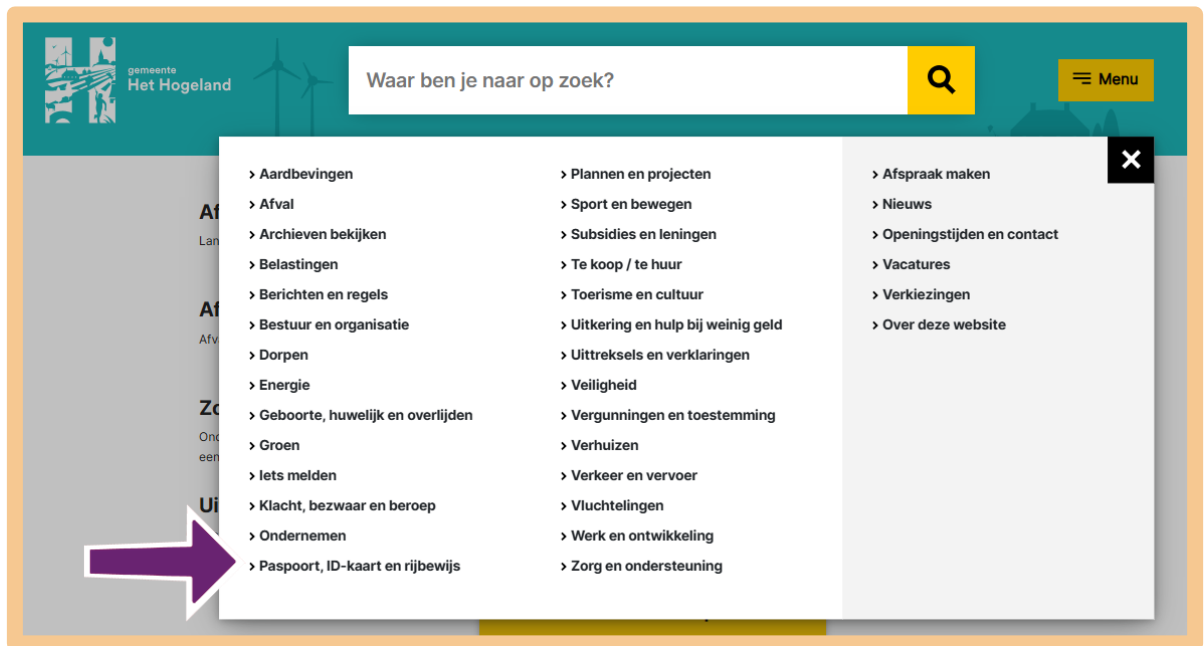 gemeente
Het Hogeland
Waar ben je naar op zoek?
Menu
Aardbevingen
Afval
Archieven bekijken
Belastingen
Berichten en regels
Bestuur en organisatie
Dorpen
Energie
Geboorte, huwelijk en overlijden
Groen
Iets melden
Klacht, bezwaar en beroep
Ondernemen
Paspoort, ID-kaart en rijbewijs
Plannen en projecten
Sport en bewegen
Subsidies en leningen
Te koop / te huur
Toerisme en cultuur
Uitkering en hulp bij weinig geld
Uittreksels en verklaringen
Veiligheid
Vergunningen en toestemming
Verhuizen
Verkeer en vervoer
Vluchtelingen
Werk en ontwikkeling
Zorg en ondersteuning
Afspraak maken
Nieuws
Openingstijden en contact
Vacatures
Verkiezingen
Over deze website